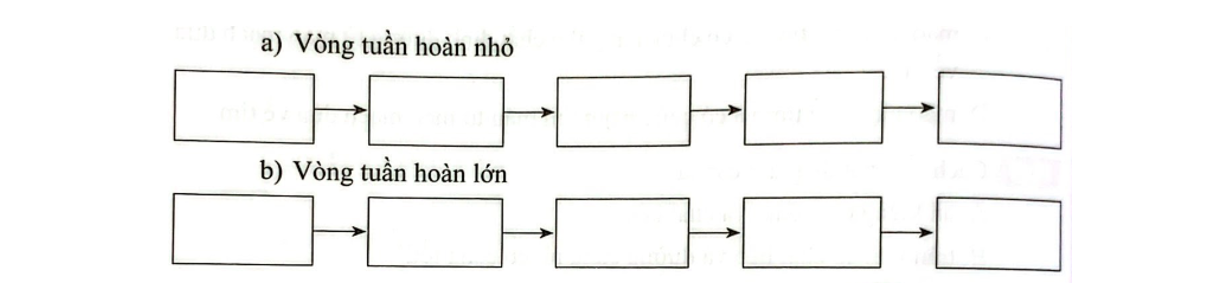 a) Vòng tuần hoàn nhỏ
b) Vòng tuần hoàn lớn